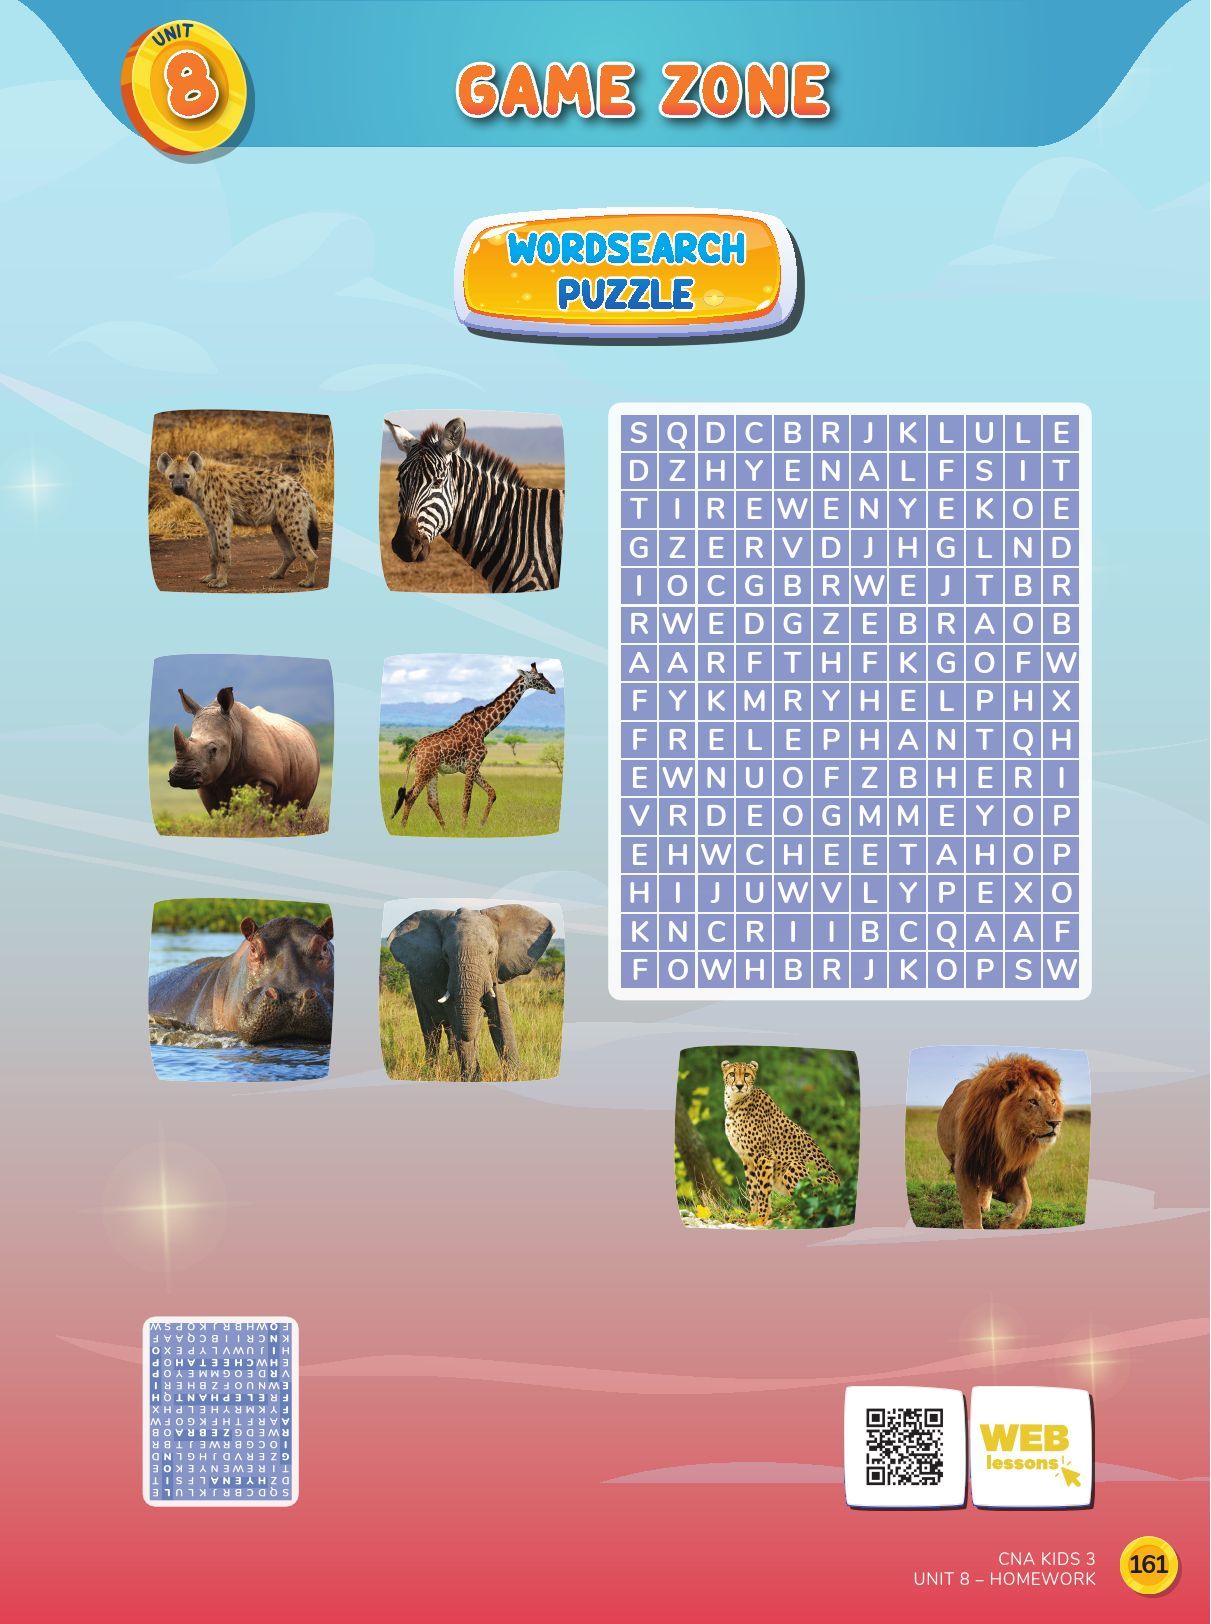 UNIT
8
GAME ZONE
WORDSEARCH
PUZZLE
S Q D C B R J K L U L E
D Z H Y E N A L F S I T
T I R E W E N Y E K O E
G Z E R V D J H G L N D
I O C G B R W E J T B R
R W E D G Z E B R A O B
A A R F T H F K G O F W
F Y K M R Y H E L P H X
F R E L E P H A N T Q H
E W N U O F Z B H E R I
V R D E O G M M E Y O P
E H W C H E E T A H O P
H I J U W V L Y P E X O
K N C R I I B C Q A A F
F O W H B R J K O P S W
WEB
lessons
CNA KIDS 3
UNIT 8 – HOMEWORK
161